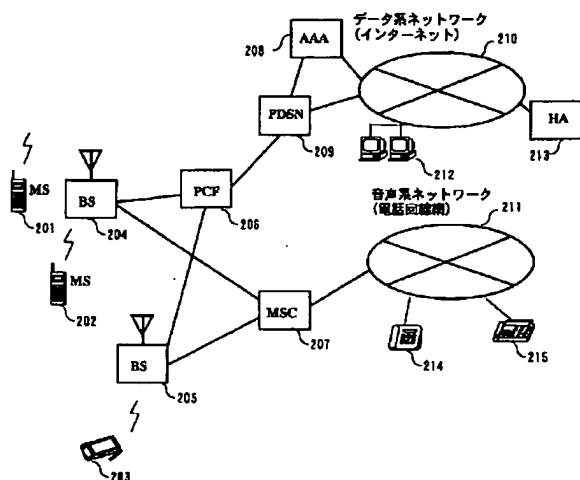 AAA
208
データ系ネットワーク
(インターネット)
210
PDSN
209
HA
213
212
MS
201
BS
204
PCF
206
音声系ネットワーク
(電話回線網)
211
MS
202
MSC
207
214
215
BS
205
203